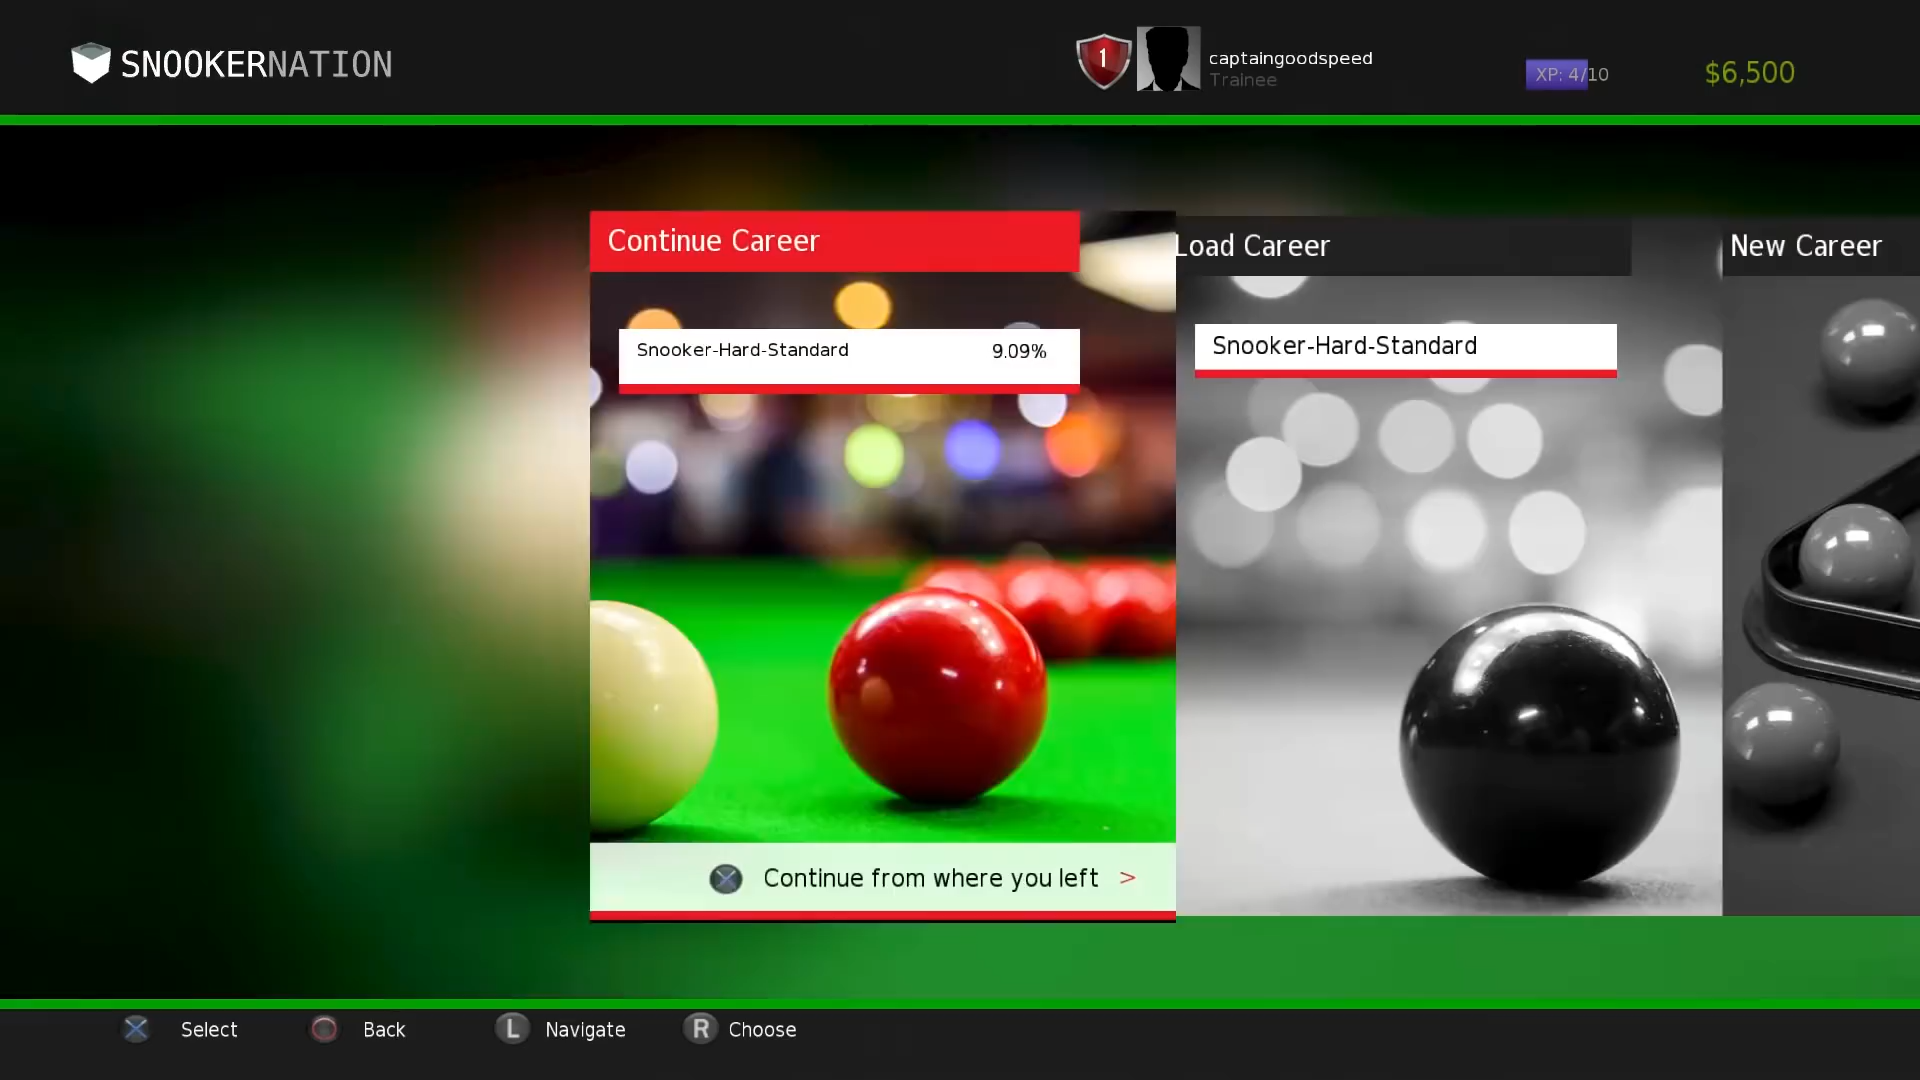 SNOOKERNATION
1
captaingoodspeed
Trainee
XP: 4/10
$6,500
Continue Career
Load Career
New Career
Snooker-Hard-Standard 9.09%
Snooker-Hard-Standard
Continue from where you left >
Select
Back
L Navigate
R Choose